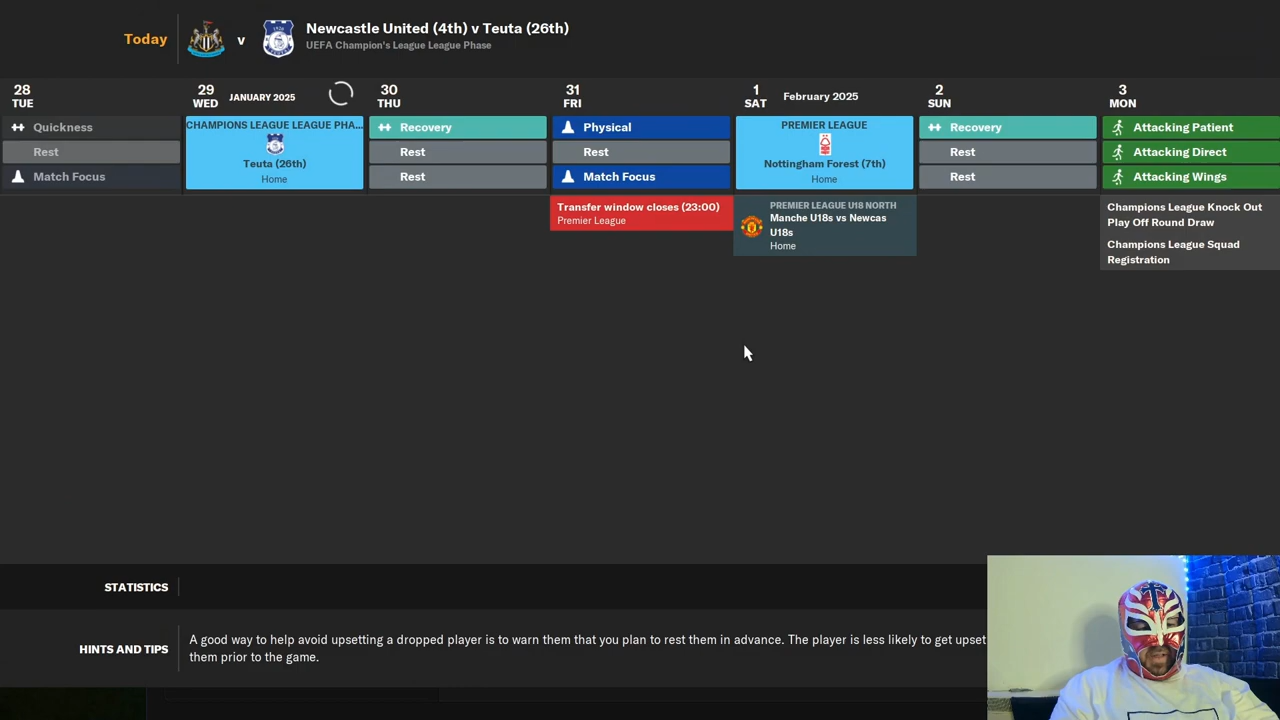 Today
v
Newcastle United (4th) v Teuta (26th)
UEFA Champion's League League Phase
28
TUE
29
WED
JANUARY 2025
30
THU
31
FRI
1
SAT
February 2025
2
SUN
3
MON
Quickness
Rest
Match Focus
CHAMPIONS LEAGUE LEAGUE PHA...
Teuta (26th)
Home
Recovery
Rest
Rest
Physical
Rest
Match Focus
Transfer window closes (23:00)
Premier League
PREMIER LEAGUE
Nottingham Forest (7th)
Home
PREMIER LEAGUE U18 NORTH
Manche U18s vs Newcas
U18s
Home
Recovery
Rest
Rest
Attacking Patient
Attacking Direct
Attacking Wings
Champions League Knock Out
Play Off Round Draw
Champions League Squad
Registration
STATISTICS
HINTS AND TIPS
A good way to help avoid upsetting a dropped player is to warn them that you plan to rest them in advance. The player is less likely to get upset
them prior to the game.